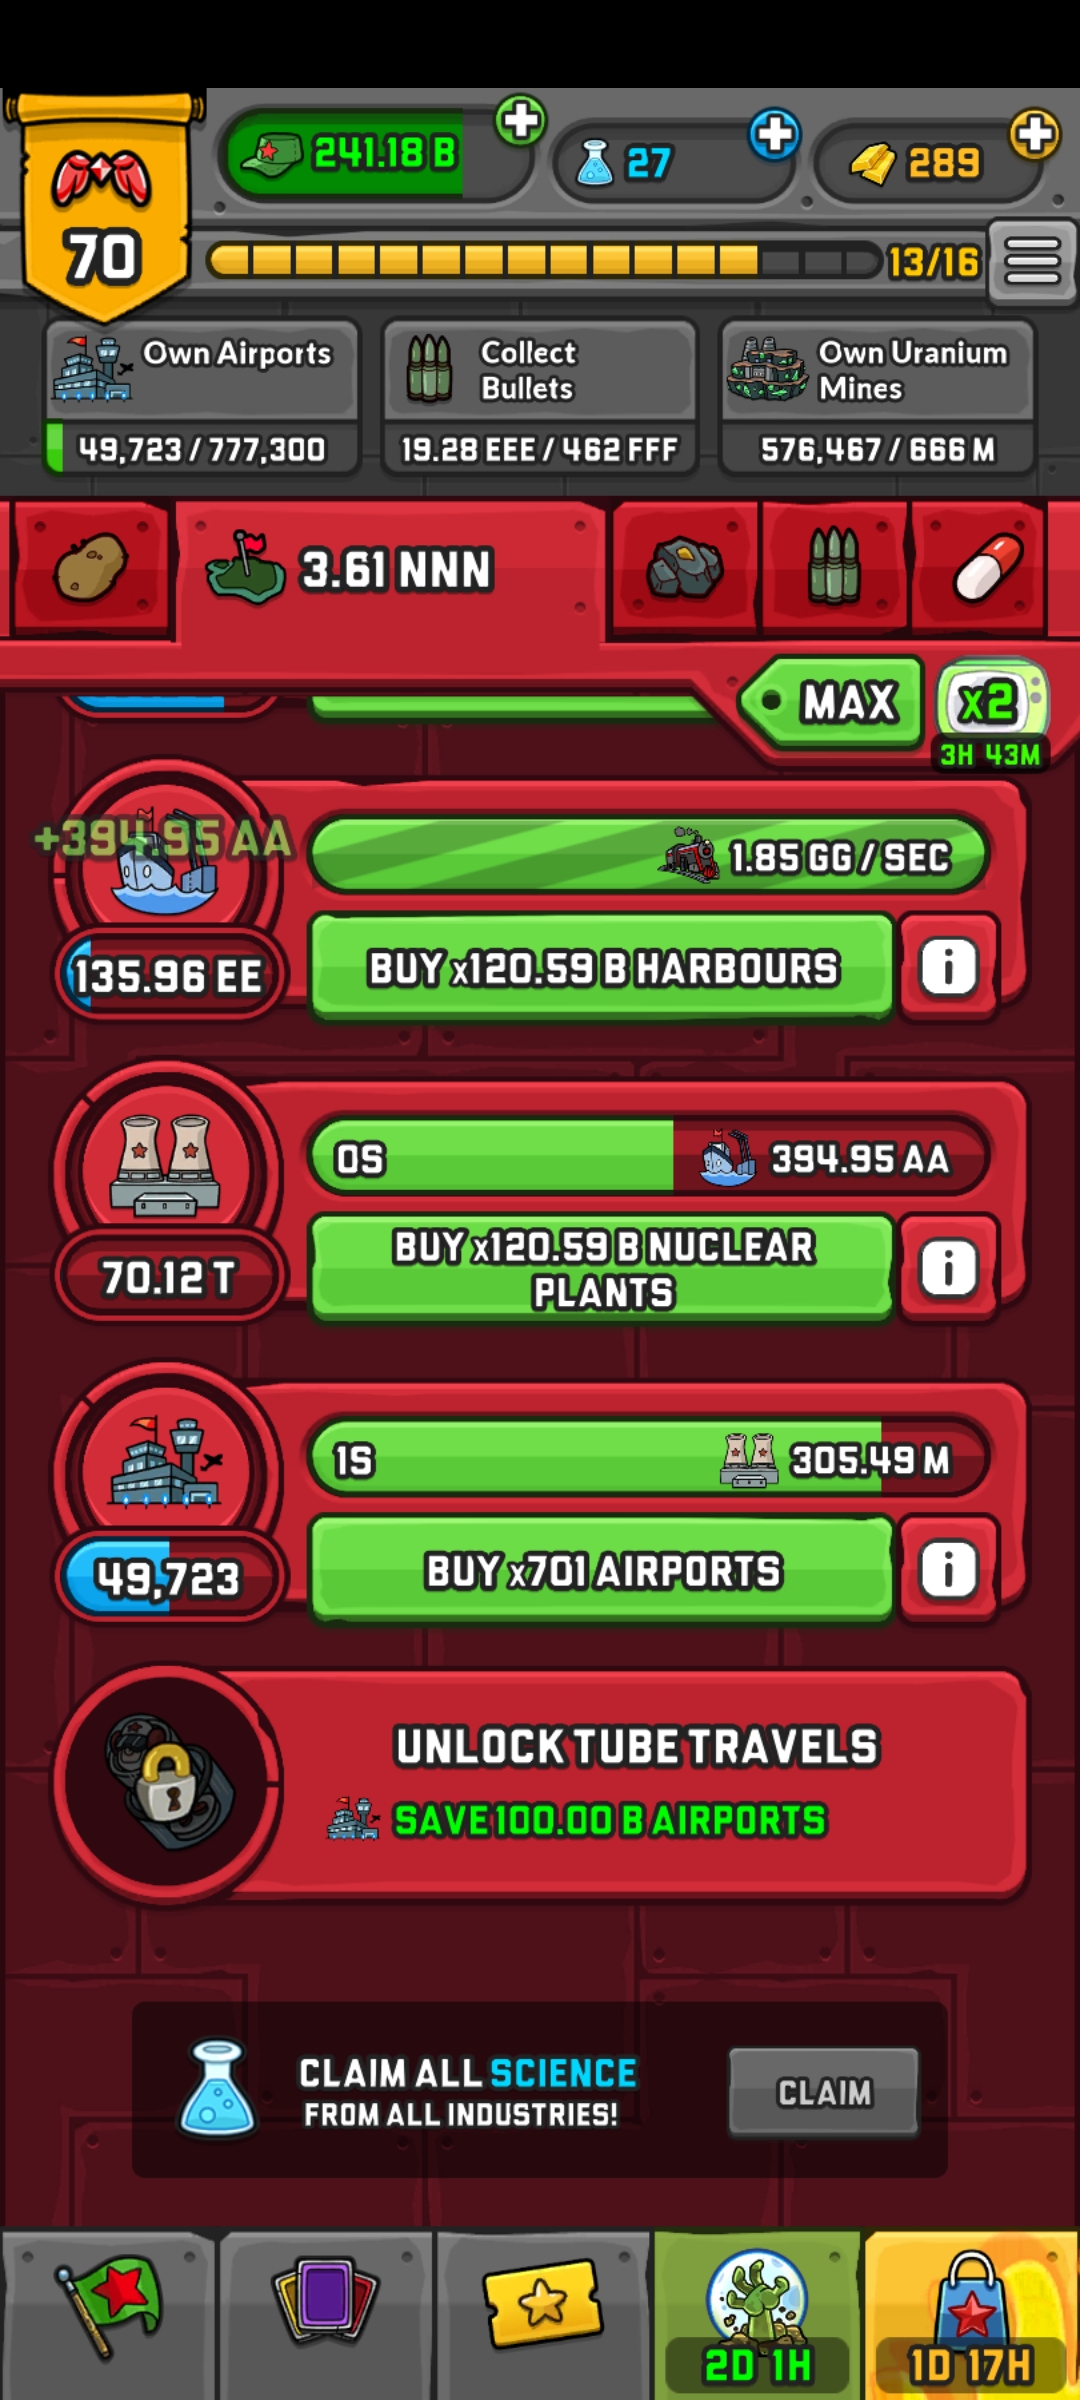 241.18 B
27
289
70
13/16
Own Airports
49,723 / 777,300
Collect
Bullets
19.28 EEE / 462 FFF
Own Uranium
Mines
576,467 / 666 M
3.61 NNN
MAX
x2
3H 43M
+394.95 AA
1.85 GG / SEC
135.96 EE
BUY x120.59 B HARBOURS
i
0S
394.95 AA
70.12 T
BUY x120.59 B NUCLEAR
PLANTS
i
1S
305.49 M
49,723
BUY x701 AIRPORTS
i
UNLOCK TUBE TRAVELS
SAVE 100.00 B AIRPORTS
CLAIM ALL SCIENCE
FROM ALL INDUSTRIES!
CLAIM
2D 1H
1D 17H